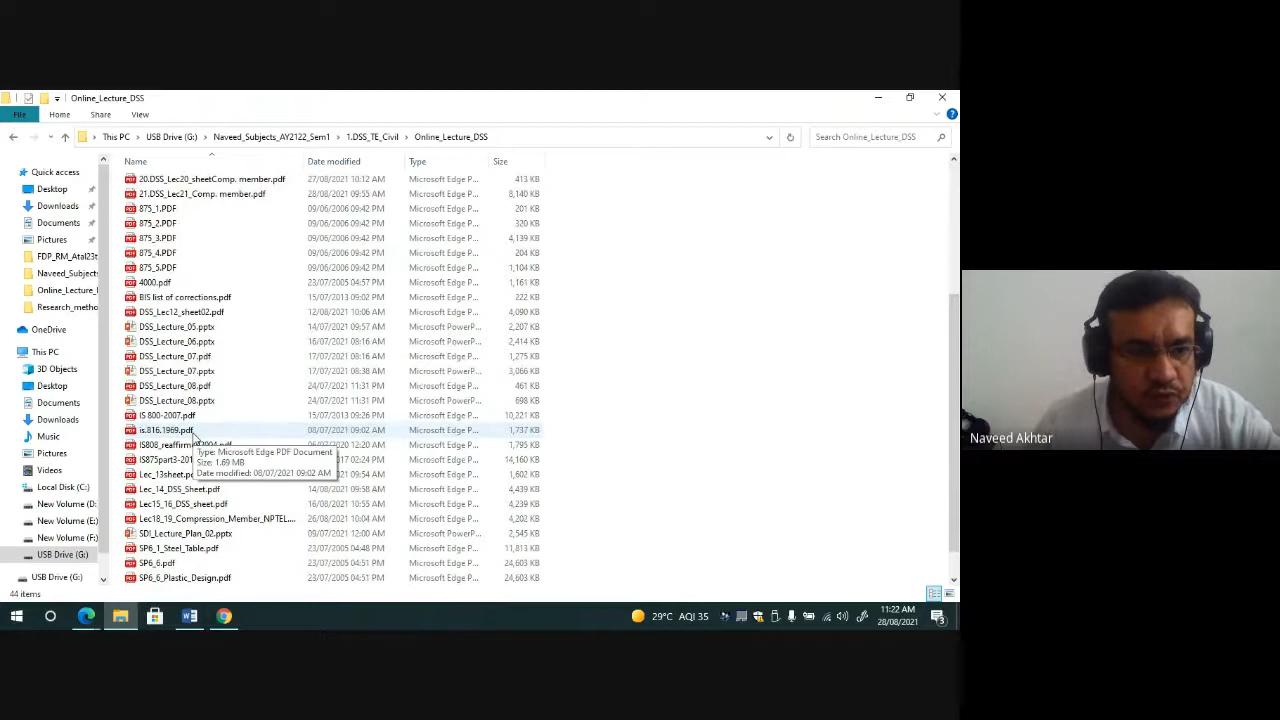 Online_Lecture_DSS
File Home Share View
This PC USB Drive (G:) Naveed_Subjects_AY2122_Sem1 1.DSS_TE_Civil Online_Lecture_DSS Search Online_Lecture_DSS
Name Date modified Type Size
Quick access
Desktop
Downloads
Documents
Pictures
FDP_RM_Atal23t
Naveed_Subjects
Online_Lecture_
Research_metho
OneDrive
This PC
3D Objects
Desktop
Documents
Downloads
Music
Pictures
Videos
Local Disk (C:)
New Volume (D:
New Volume (E:)
New Volume (F:)
USB Drive (G:)
USB Drive (G:)
20.DSS_Lec20_sheetComp. member.pdf 27/08/2021 10:12 AM Microsoft Edge P... 413 KB
21.DSS_Lec21_Comp. member.pdf 28/08/2021 09:55 AM Microsoft Edge P... 8,140 KB
875_1.PDF 09/06/2006 09:42 PM Microsoft Edge P... 201 KB
875_2.PDF 09/06/2006 09:42 PM Microsoft Edge P... 320 KB
875_3.PDF 09/06/2006 09:42 PM Microsoft Edge P... 4,139 KB
875_4.PDF 09/06/2006 09:42 PM Microsoft Edge P... 204 KB
875_5.PDF 09/06/2006 09:42 PM Microsoft Edge P... 1,104 KB
4000.pdf 23/07/2005 04:57 PM Microsoft Edge P... 1,161 KB
BIS list of corrections.pdf 15/07/2013 09:02 PM Microsoft Edge P... 222 KB
DSS_Lec12_sheet02.pdf 12/08/2021 10:06 AM Microsoft Edge P... 4,090 KB
DSS_Lecture_05.pptx 14/07/2021 09:57 AM Microsoft PowerP... 2,207 KB
DSS_Lecture_06.pptx 16/07/2021 08:16 AM Microsoft PowerP... 2,414 KB
DSS_Lecture_07.pdf 17/07/2021 08:12 AM Microsoft Edge P... 1,275 KB
DSS_Lecture_07.pptx 17/07/2021 08:38 AM Microsoft PowerP... 3,066 KB
DSS_Lecture_08.pdf 24/07/2021 11:31 PM Microsoft Edge P... 461 KB
DSS_Lecture_08.pptx 24/07/2021 11:31 PM Microsoft PowerP... 698 KB
IS 800-2007.pdf 15/07/2013 09:26 PM Microsoft Edge P... 10,221 KB
is.816.1969.pdf 08/07/2021 09:02 AM Microsoft Edge P... 1,737 KB
2020 12:20 AM Microsoft Edge P... 1,795 KB
Type: Microsoft Edge PDF Document
IS875part3-201 Microsoft Edge P... 14,160 KB
Size: 1.69 MB
Date modified: 08/07/2021 09:02 AM
09:54 AM Microsoft Edge P... 1,602 KB
Lec_14_DSS_Sheet.pdf 14/08/2021 09:58 AM Microsoft Edge P... 4,439 KB
Lec15_16_DSS_sheet.pdf 16/08/2021 10:55 AM Microsoft Edge P... 4,239 KB
Lec18_19_Compression_Member_NPTEL.... 26/08/2021 10:04 AM Microsoft Edge P... 4,202 KB
SDI_Lecture_Plan_02.pptx 09/07/2021 12:00 AM Microsoft PowerP... 2,545 KB
SP6_1_Steel_Table.pdf 23/07/2005 04:48 PM Microsoft Edge P... 11,813 KB
SP6_6.pdf 23/07/2005 04:51 PM Microsoft Edge P... 24,603 KB
SP6_6_Plastic_Design.pdf 23/07/2005 04:51 PM Microsoft Edge P... 24,603 KB
44 items
29°C AQI 35
11:22 AM
28/08/2021
3
Naveed Akhtar